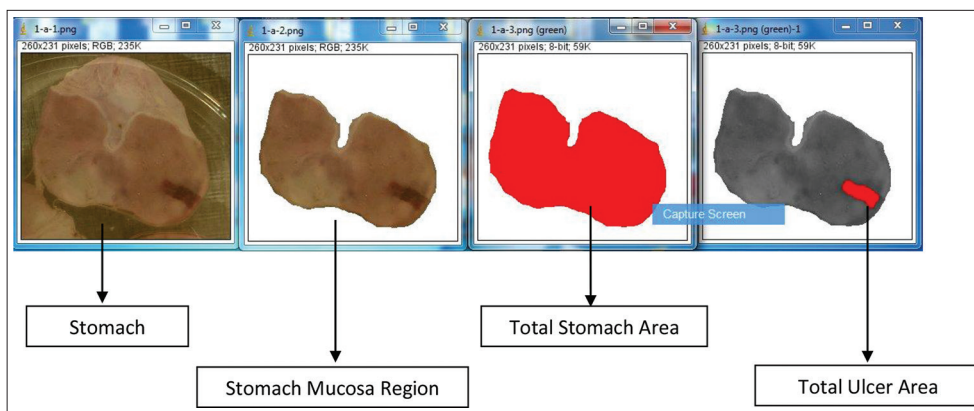 1-a-1.png
260x231 pixels; RGB; 235K
1-a-2.png
260x231 pixels; RGB; 235K
1-a-3.png (green)
260x231 pixels; 8-bit; 59K
1-a-3.png (green)-1
260x231 pixels; 8-bit; 59K
Capture Screen
Stomach
Total Stomach Area
Stomach Mucosa Region
Total Ulcer Area